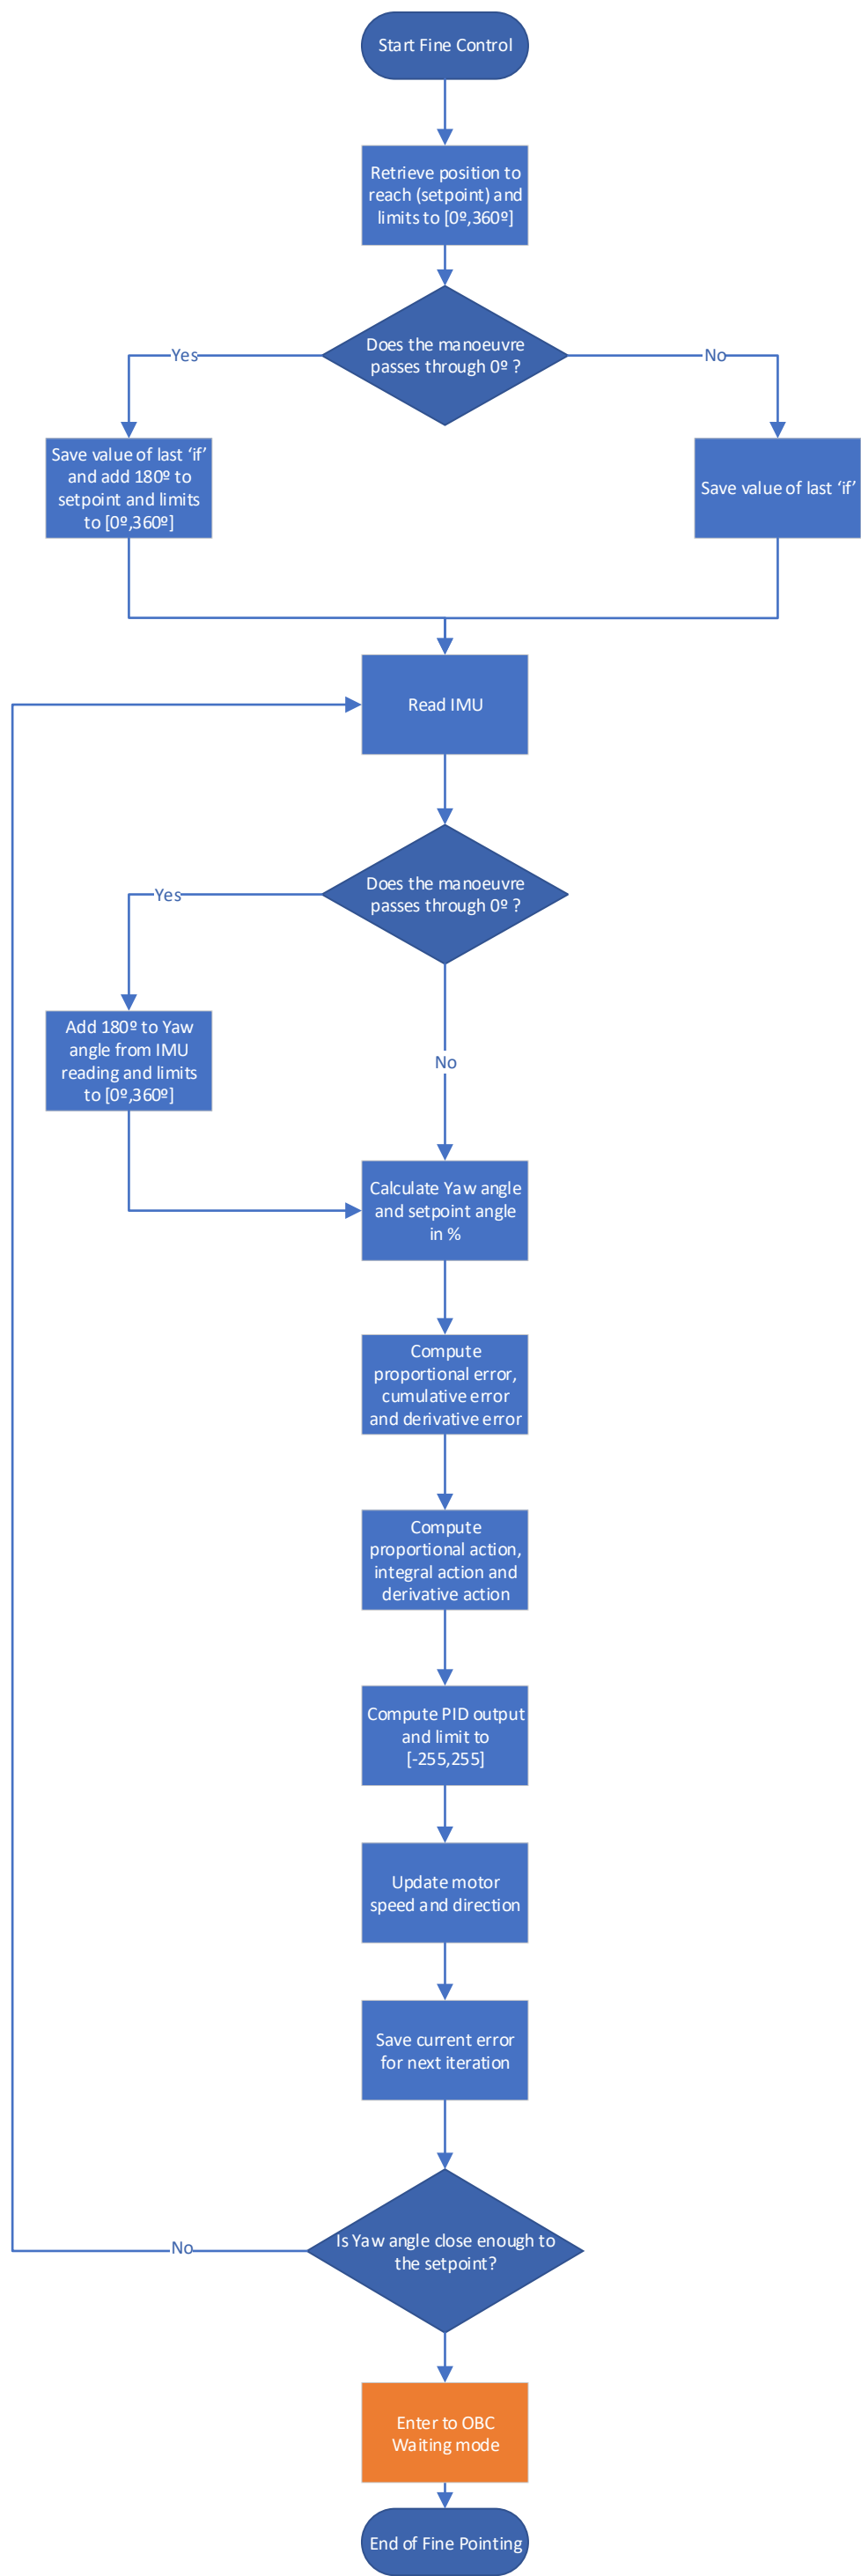 Start Fine Control
Retrieve position to
reach (setpoint) and
limits to [0º,360º]
Does the manoeuvre
passes through 0º ?
Yes
No
Save value of last ‘if’
and add 180º to
setpoint and limits
to [0º,360º]
Save value of last ‘if’
Read IMU
Does the manoeuvre
passes through 0º ?
Yes
Add 180º to Yaw
angle from IMU
reading and limits
to [0º,360º]
No
Calculate Yaw angle
and setpoint angle
in %
Compute
proportional error,
cumulative error
and derivative error
Compute
proportional action,
integral action and
derivative action
Compute PID output
and limit to
[-255,255]
Update motor
speed and direction
Save current error
for next iteration
Is Yaw angle close enough to
the setpoint?
No
Enter to OBC
Waiting mode
End of Fine Pointing